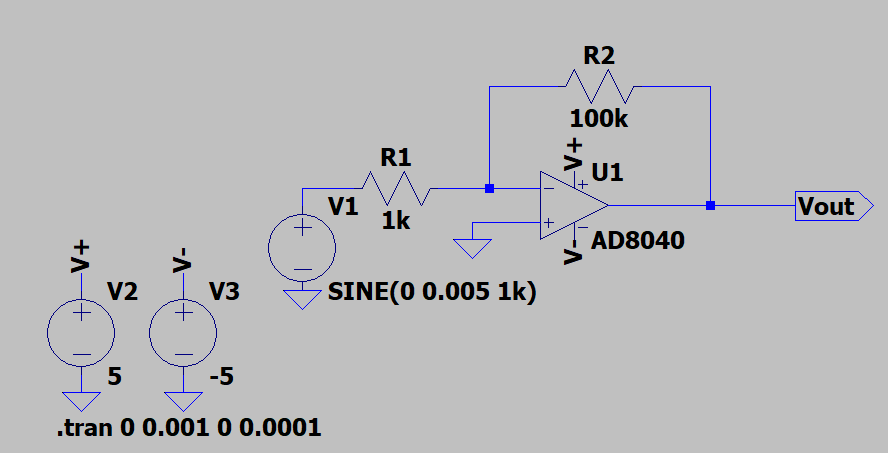 R2
100k
V+
U1
R1
1k
V1
Vout
V-
AD8040
V+
V-
V2
V3
SINE(0 0.005 1k)
5
-5
.tran 0 0.001 0 0.0001